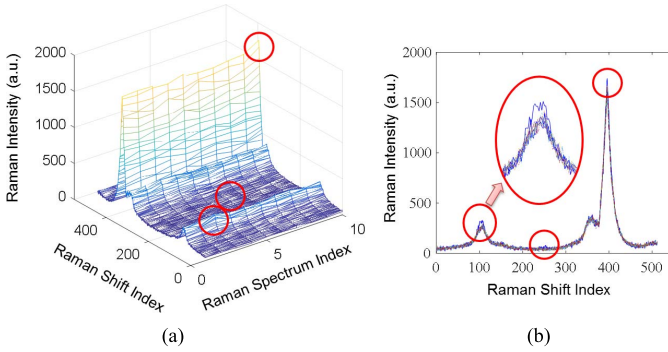 2000
1500
1000
500
0
Raman Intensity (a.u.)
400
200
0
Raman Shift Index
0
5
10
Raman Spectrum Index
(a)
2000
1500
1000
500
0
Raman Intensity (a.u.)
0 100 200 300 400 500
Raman Shift Index
(b)